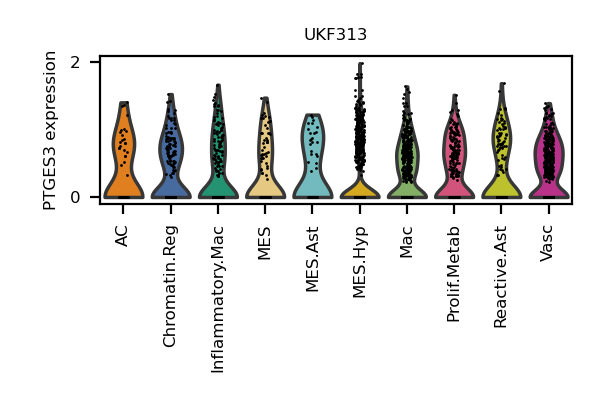 UKF313
PTGES3 expression
2
0
AC
Chromatin.Reg
Inflammatory.Mac
MES
MES.Ast
MES.Hyp
Mac
Prolif.Metab
Reactive.Ast
Vasc